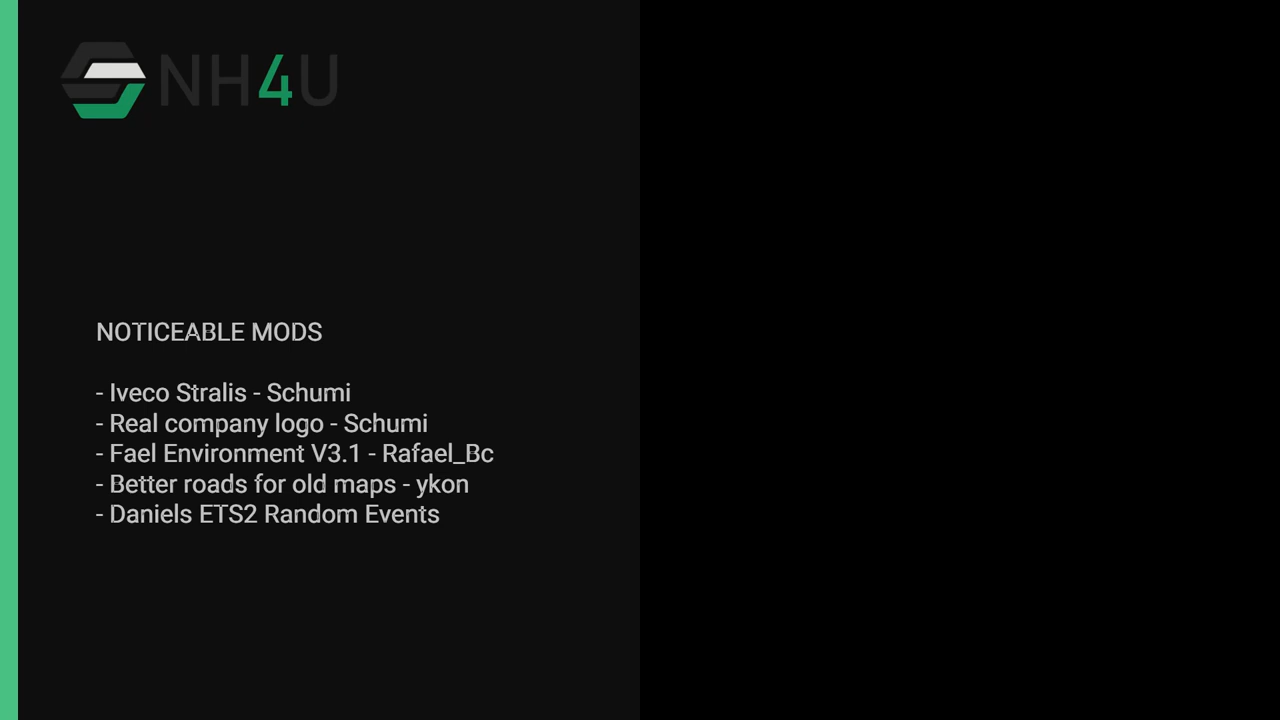 NH4U
NOTICEABLE MODS
- Iveco Stralis - Schumi
- Real company logo - Schumi
- Fael Environment V3.1 - Rafael_Bc
- Better roads for old maps - ykon
- Daniels ETS2 Random Events